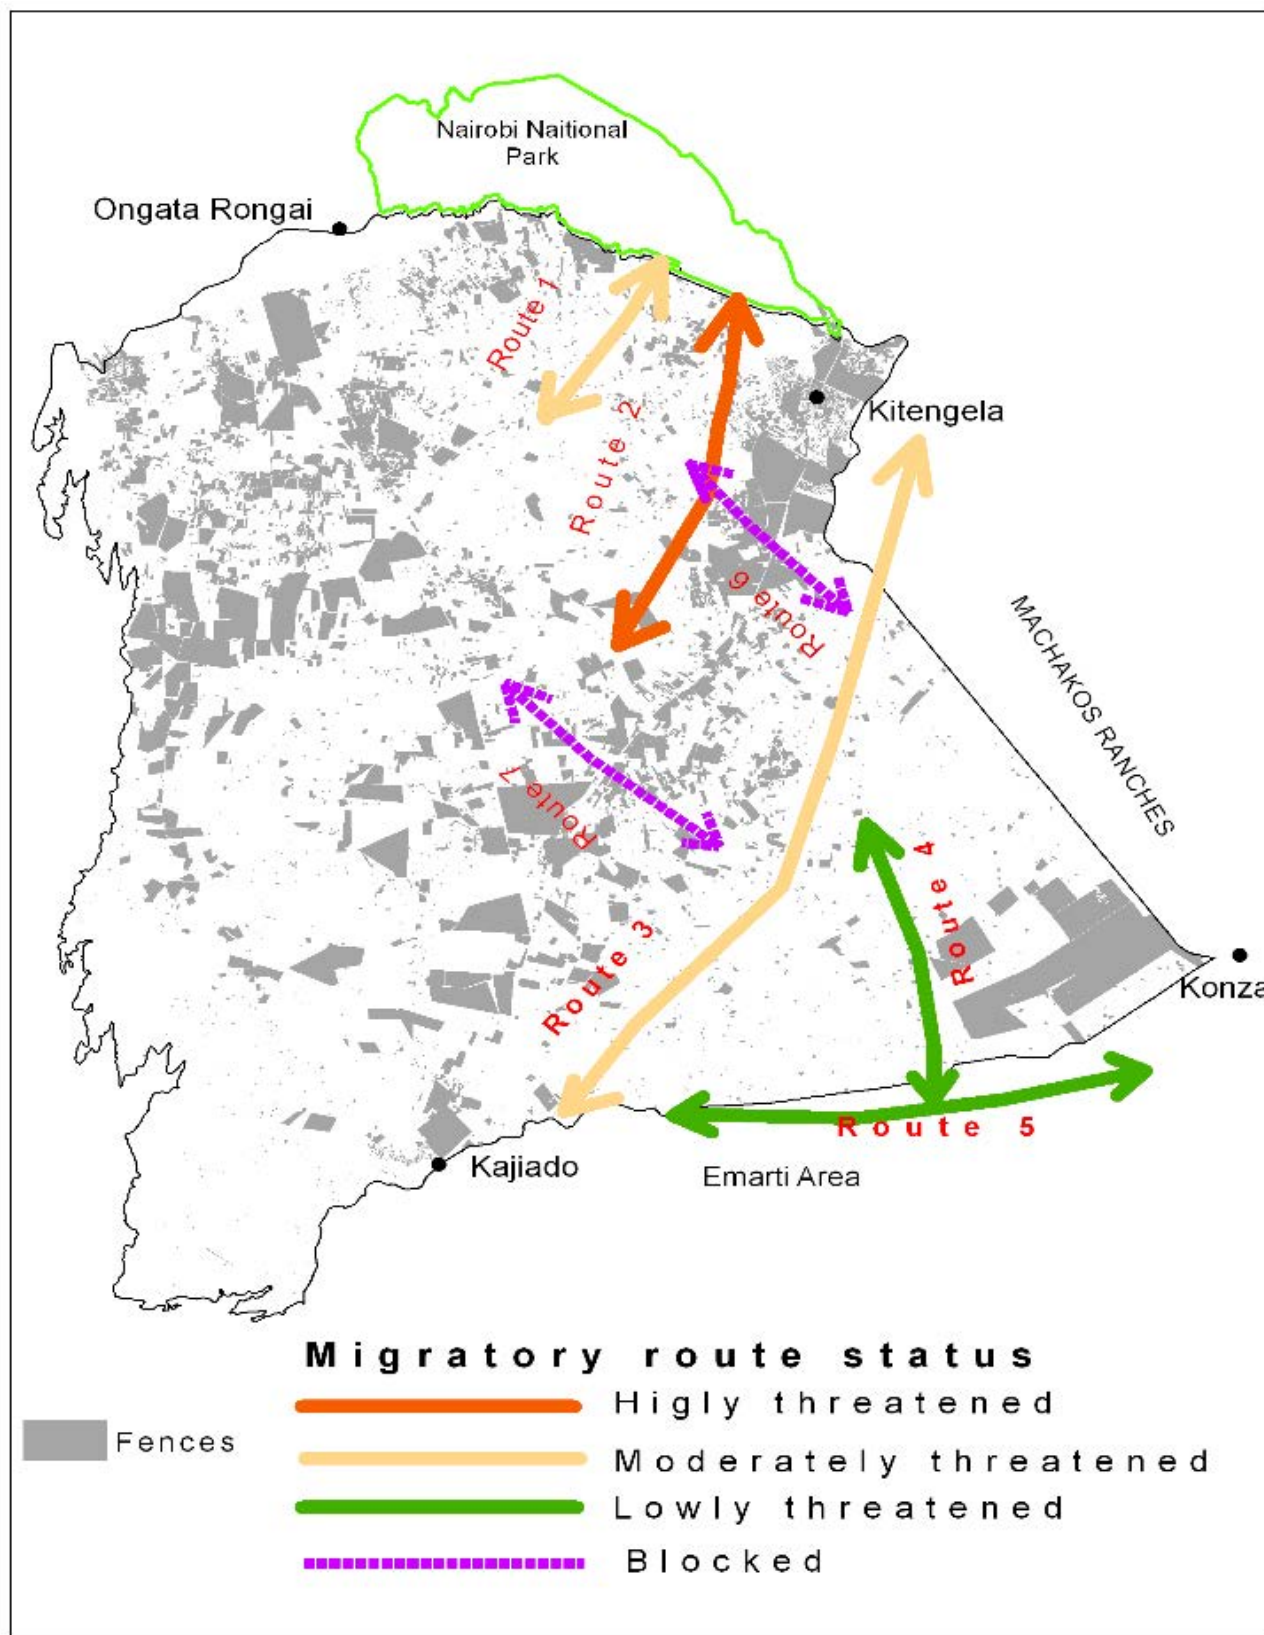 Nairobi Naitional
Park
Ongata Rongai
Route 1
Route 2
Kitengela
Route 6
MACHAKOS RANCHES
Route 7
Route 4
Route 3
Konza
Route 5
Kajiado
Emarti Area
Migratory route status
Higly threatened
Fences
Moderately threatened
Lowly threatened
Blocked